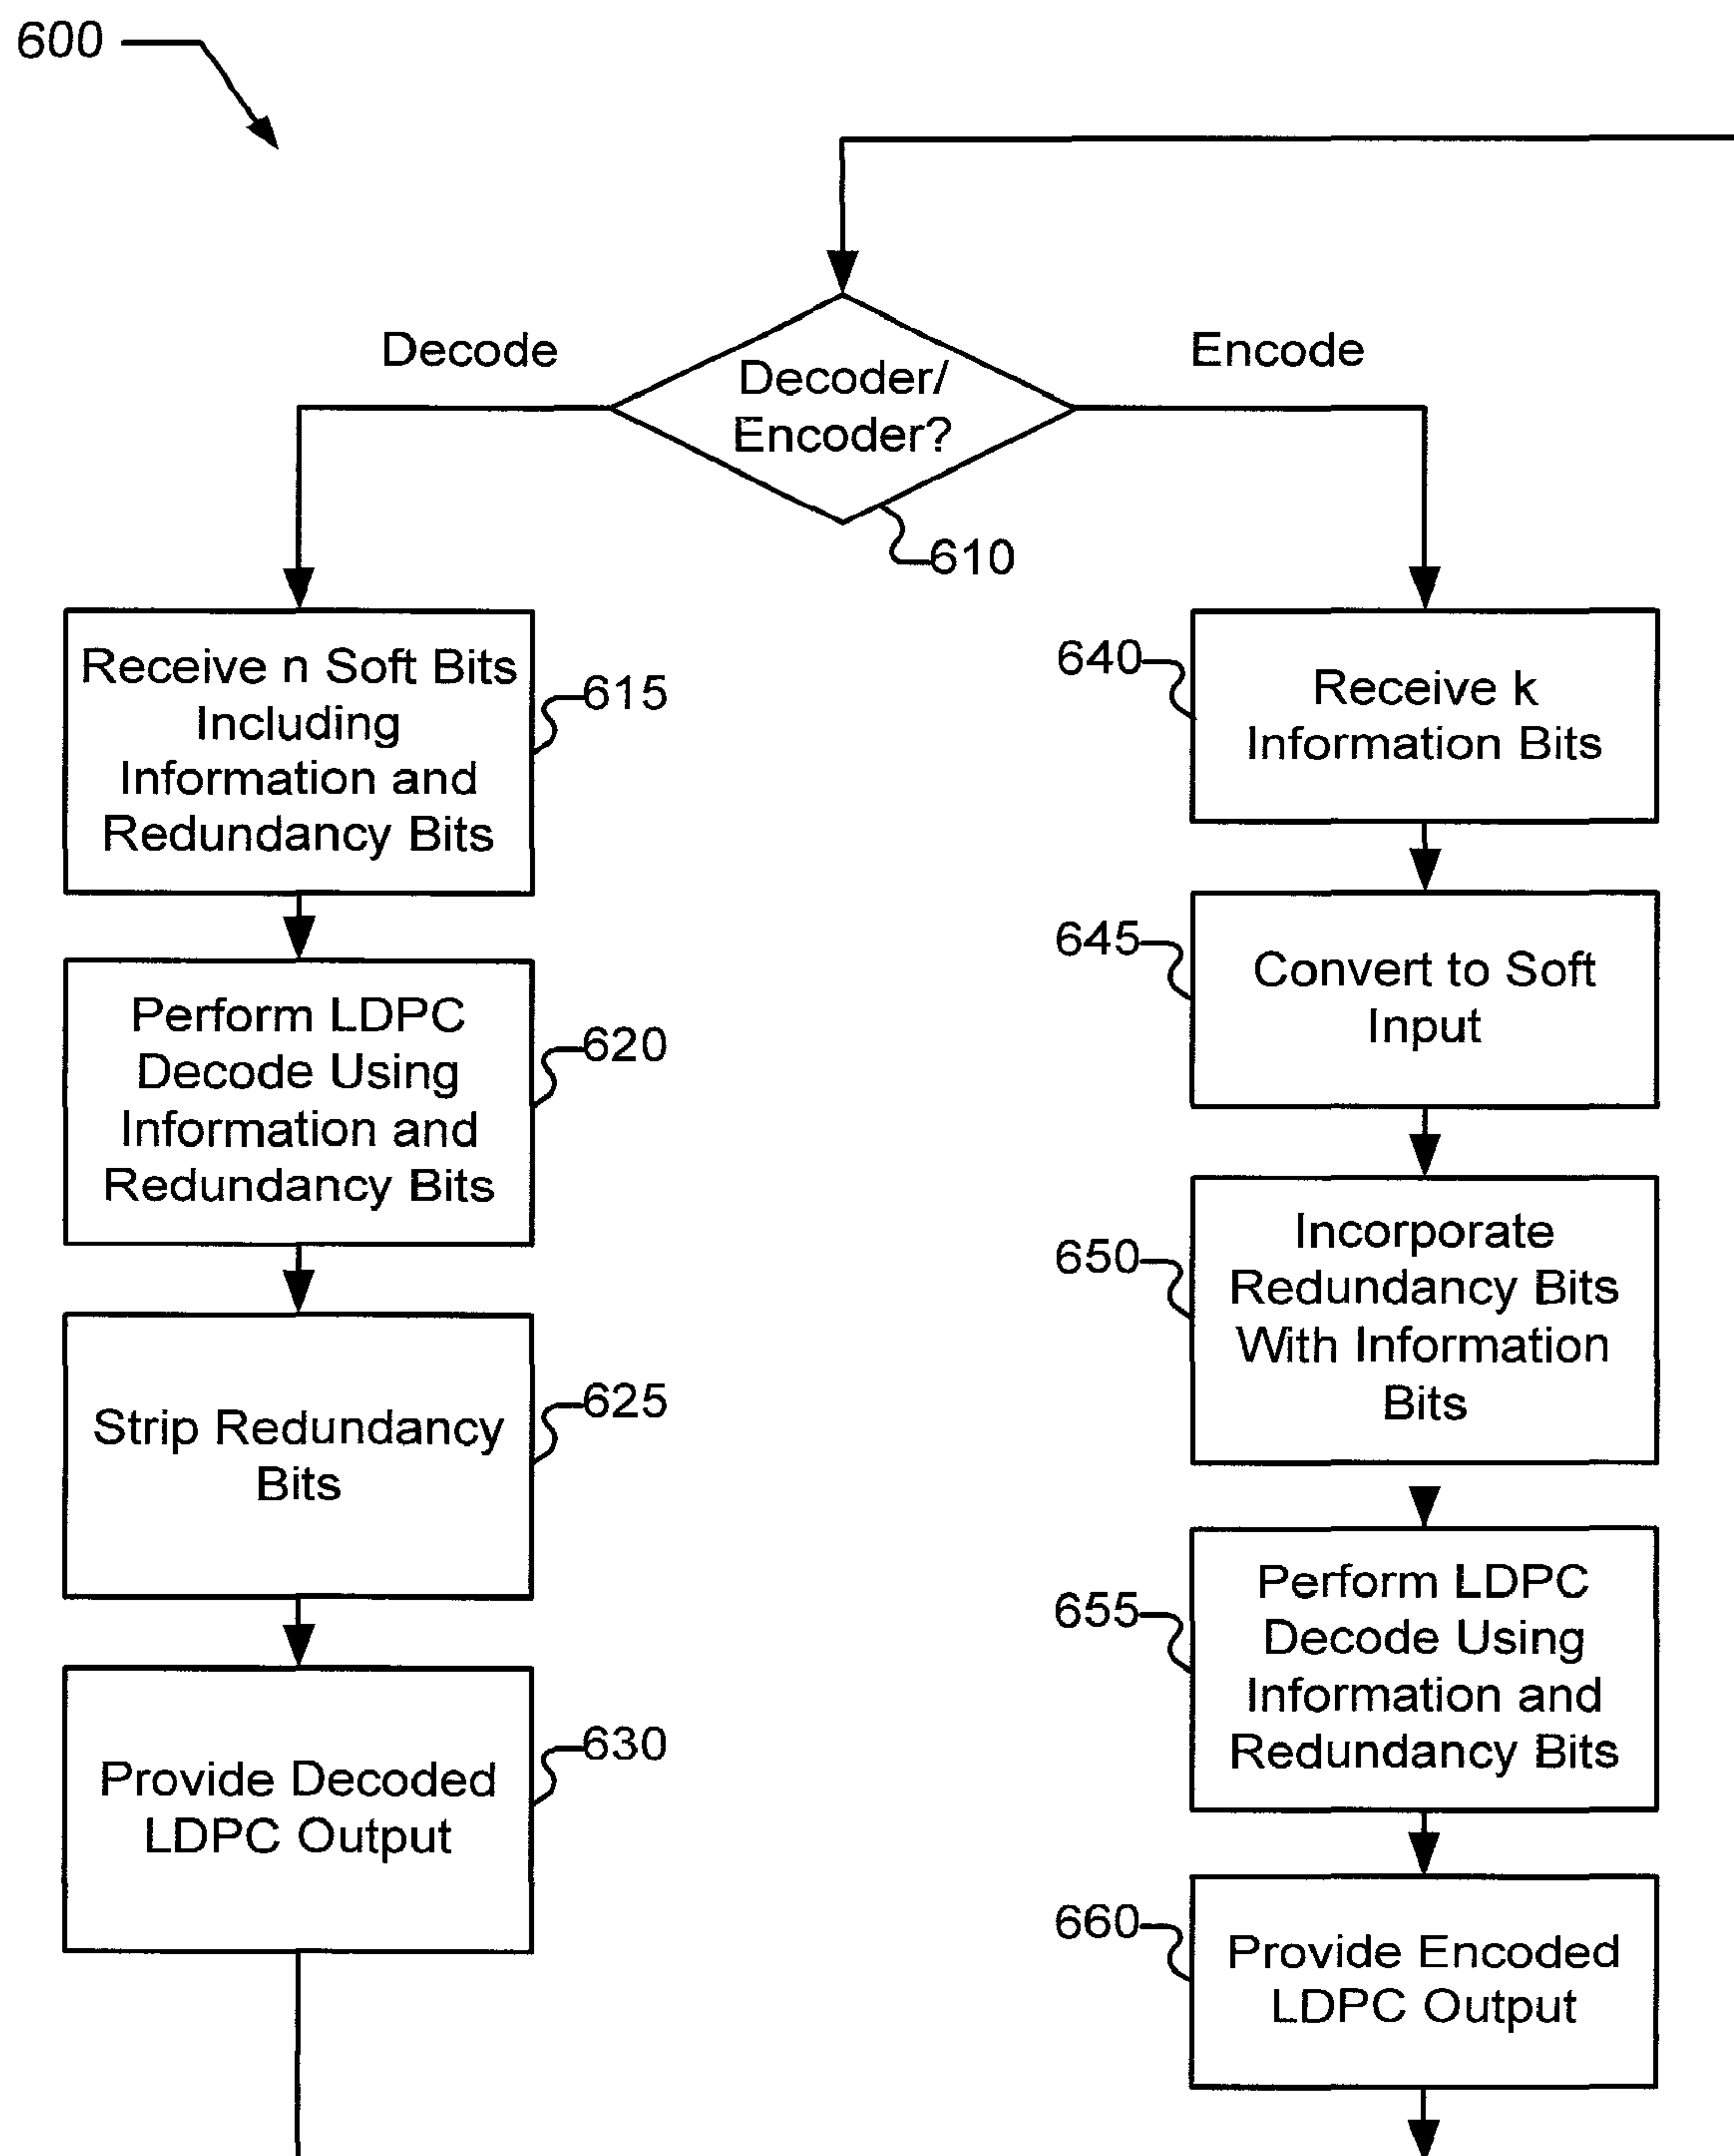 600
Decode
Decoder/
Encoder?
Encode
610
Receive n Soft Bits
Including
Information and
Redundancy Bits
615
Perform LDPC
Decode Using
Information and
Redundancy Bits
620
Strip Redundancy
Bits
625
Provide Decoded
LDPC Output
630
640
Receive k
Information Bits
645
Convert to Soft
Input
650
Incorporate
Redundancy Bits
With Information
Bits
655
Perform LDPC
Decode Using
Information and
Redundancy Bits
660
Provide Encoded
LDPC Output